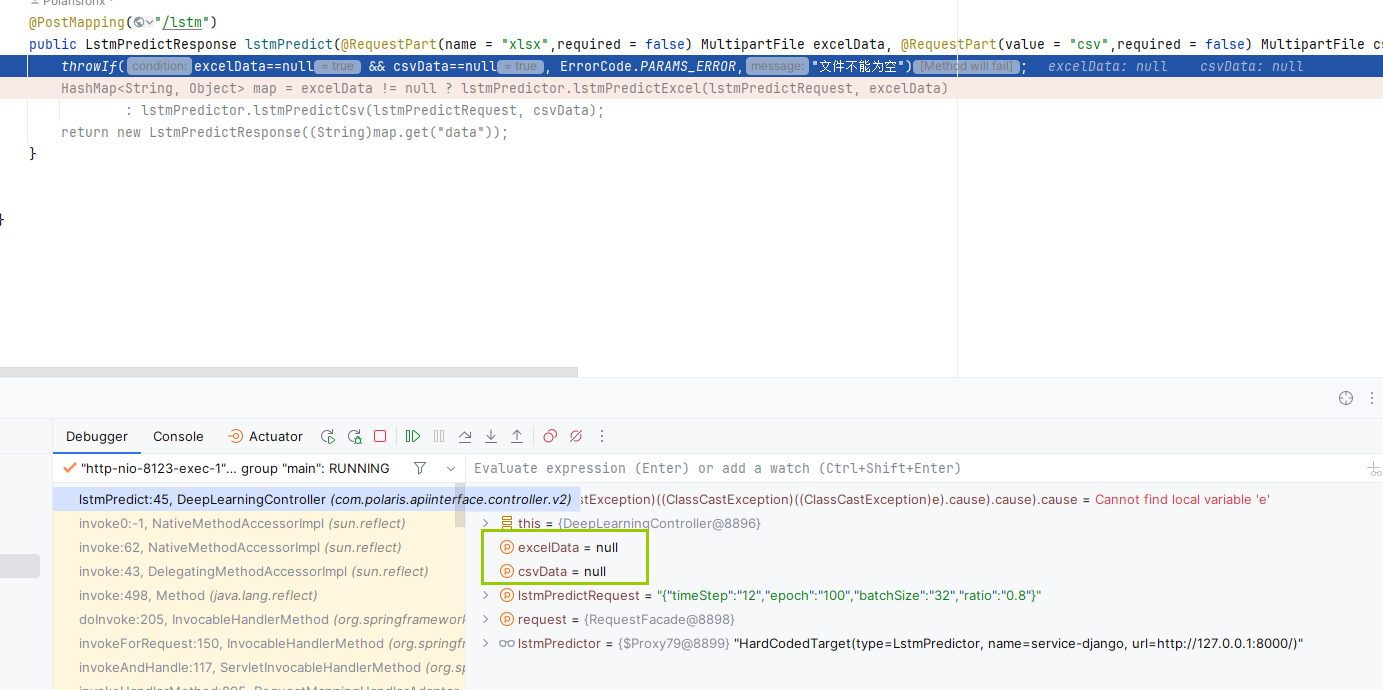 Polarisronx
@PostMapping("/lstm")
public LstmPredictResponse lstmPredict(@RequestPart(name = "xlsx",required = false) MultipartFile excelData, @RequestPart(value = "csv",required = false) MultipartFile cs
throwIf( condition: excelData==null = true && csvData==null = true , ErrorCode.PARAMS_ERROR, message: "文件不能为空") [Method will fail] ; excelData: null csvData: null
HashMap<String, Object> map = excelData != null ? lstmPredictor.lstmPredictExcel(lstmPredictRequest, excelData)
: lstmPredictor.lstmPredictCsv(lstmPredictRequest, csvData);
return new LstmPredictResponse((String)map.get("data"));
}
}
Debugger Console Actuator
"http-nio-8123-exec-1"... group "main": RUNNING Evaluate expression (Enter) or add a watch (Ctrl+Shift+Enter)
lstmPredict:45, DeepLearningController (com.polaris.apiinterface.controller.v2) stException)((ClassCastException)((ClassCastException)e).cause).cause).cause = Cannot find local variable 'e'
invoke0:-1, NativeMethodAccessorImpl (sun.reflect) this = {DeepLearningController@8896}
invoke:62, NativeMethodAccessorImpl (sun.reflect) excelData = null
invoke:43, DelegatingMethodAccessorImpl (sun.reflect) csvData = null
invoke:498, Method (java.lang.reflect) lstmPredictRequest = "{"timeStep":"12","epoch":"100","batchSize":"32","ratio":"0.8"}"
doInvoke:205, InvocableHandlerMethod (org.springframework request = {RequestFacade@8898}
invokeForRequest:150, InvocableHandlerMethod (org.springfr lstmPredictor = {$Proxy79@8899} "HardCodedTarget(type=LstmPredictor, name=service-django, url=http://127.0.0.1:8000/)"
invokeAndHandle:117, ServletInvocableHandlerMethod (org.sp